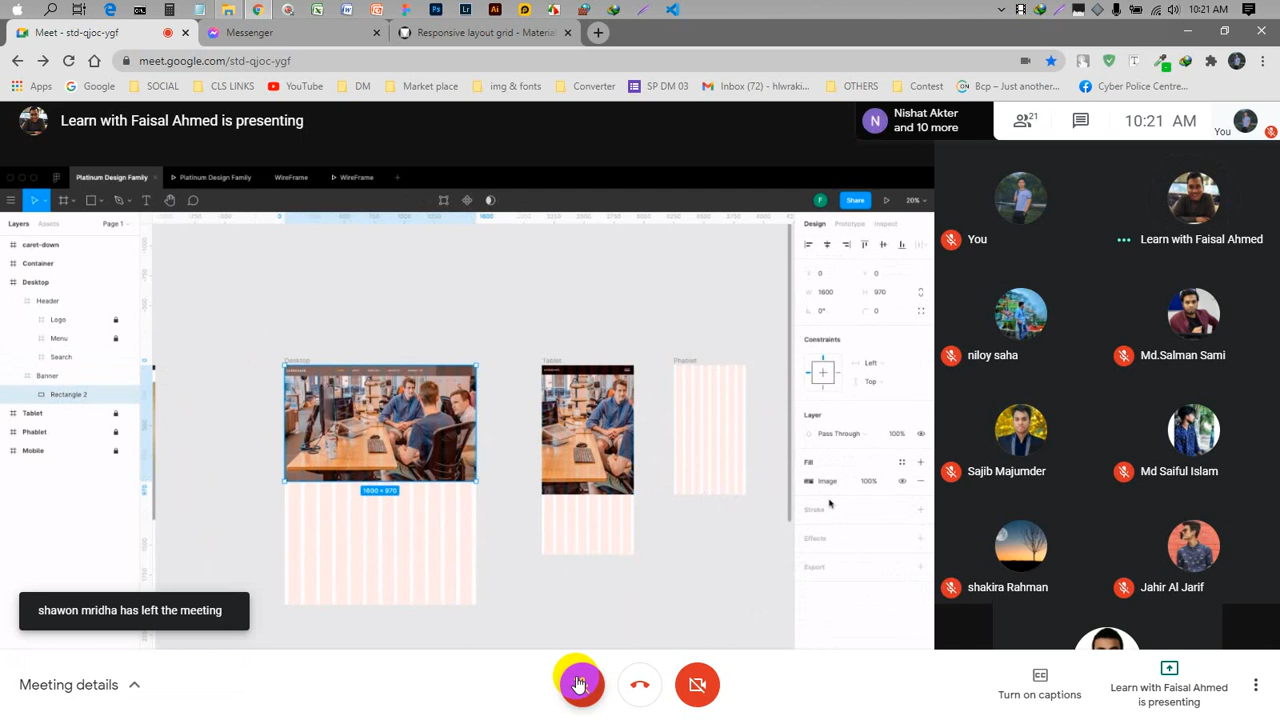 10:21 AM
Meet - std-qjoc-ygf
Messenger
Responsive layout grid - Material
meet.google.com/std-qjoc-ygf
Apps
Google
SOCIAL
CLS LINKS
YouTube
DM
Market place
img & fonts
Converter
SP DM 03
Inbox (72) - hlwraki...
OTHERS
Contest
Bcp – Just another...
Cyber Police Centre...
Learn with Faisal Ahmed is presenting
N
Nishat Akter
and 10 more
21
10:21 AM
You
Platinum Design Family
Platinum Design Family
WireFrame
WireFrame
F
Share
20%
Layers
Assets
Page 1
caret-down
Container
Desktop
Header
Logo
Menu
Search
Banner
Rectangle 2
Tablet
Phablet
Mobile
0
1600
Desktop
Tablet
Phablet
1600 × 970
Design
Prototype
Inspect
X 0
Y 0
W 1600
H 970
0°
0
Constraints
Left
Top
Layer
Pass Through
100%
Fill
Image
100%
Stroke
Effects
Export
You
Learn with Faisal Ahmed
niloy saha
Md.Salman Sami
Sajib Majumder
Md Saiful Islam
shakira Rahman
Jahir Al Jarif
shawon mridha has left the meeting
Meeting details
Turn on captions
Learn with Faisal Ahmed
is presenting